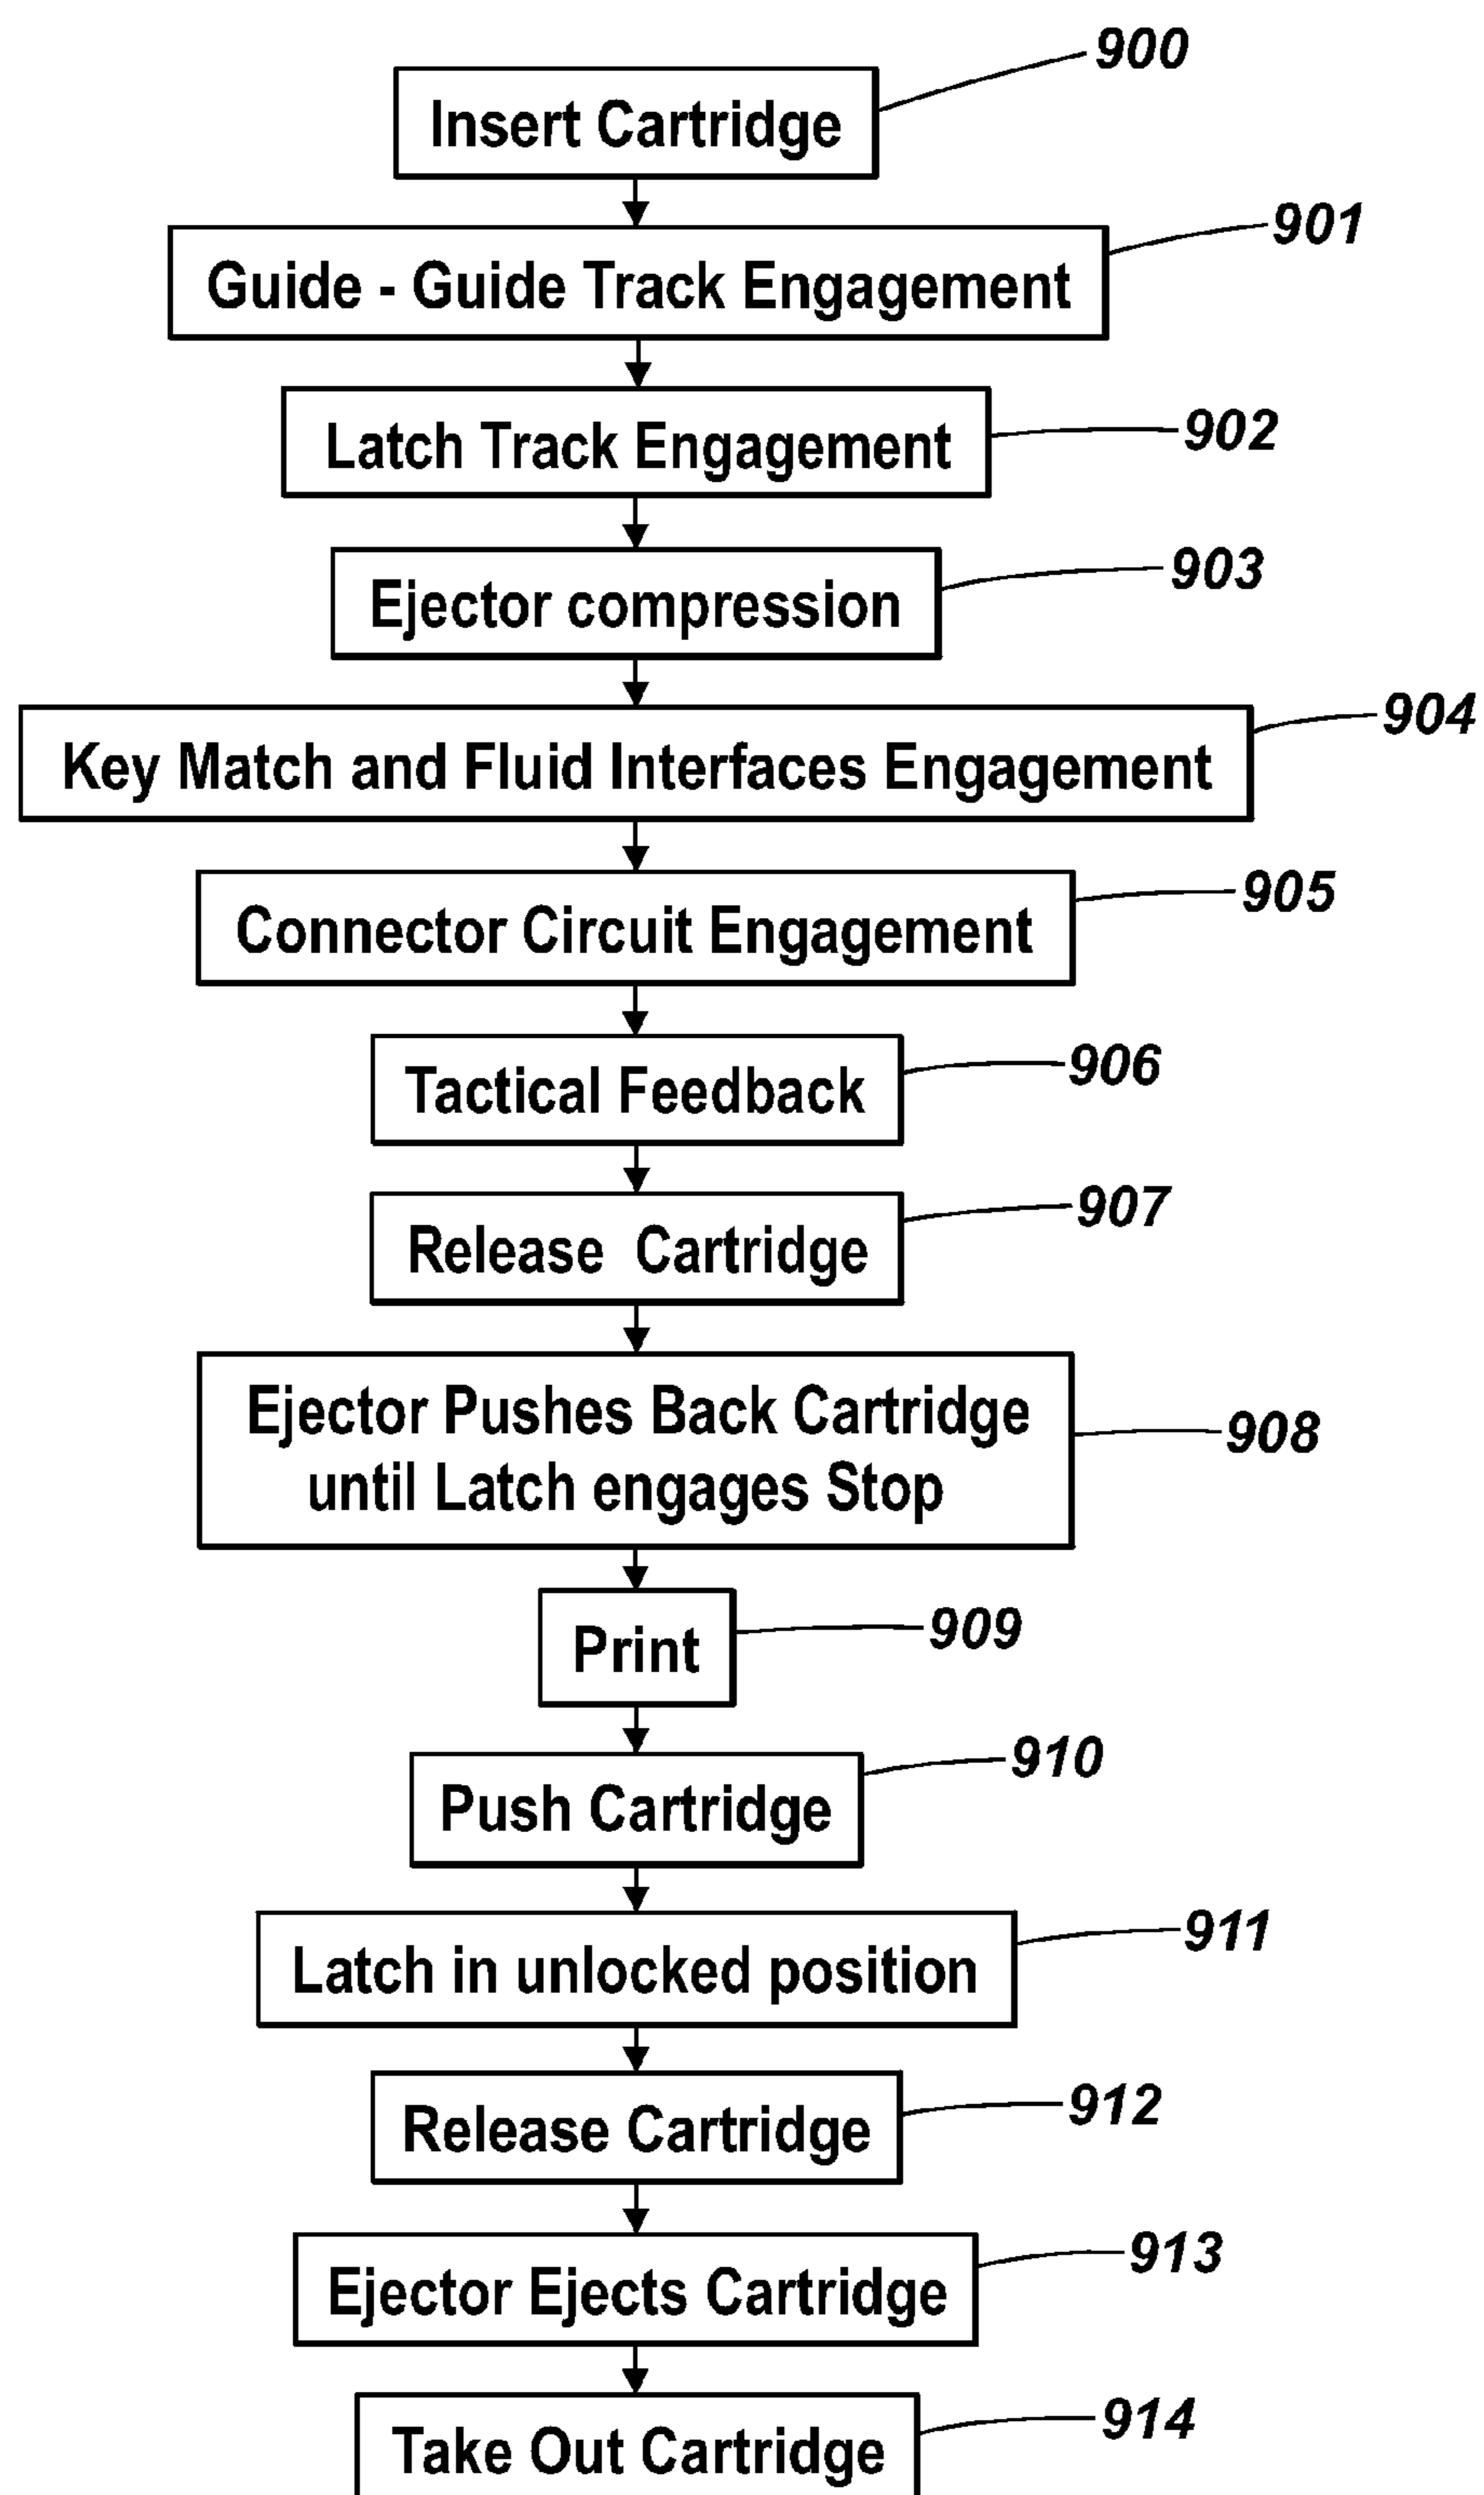 900
Insert Cartridge
901
Guide - Guide Track Engagement
902
Latch Track Engagement
903
Ejector compression
904
Key Match and Fluid Interfaces Engagement
905
Connector Circuit Engagement
906
Tactical Feedback
907
Release Cartridge
Ejector Pushes Back Cartridge
until Latch engages Stop
908
Print
909
910
Push Cartridge
911
Latch in unlocked position
912
Release Cartridge
913
Ejector Ejects Cartridge
914
Take Out Cartridge